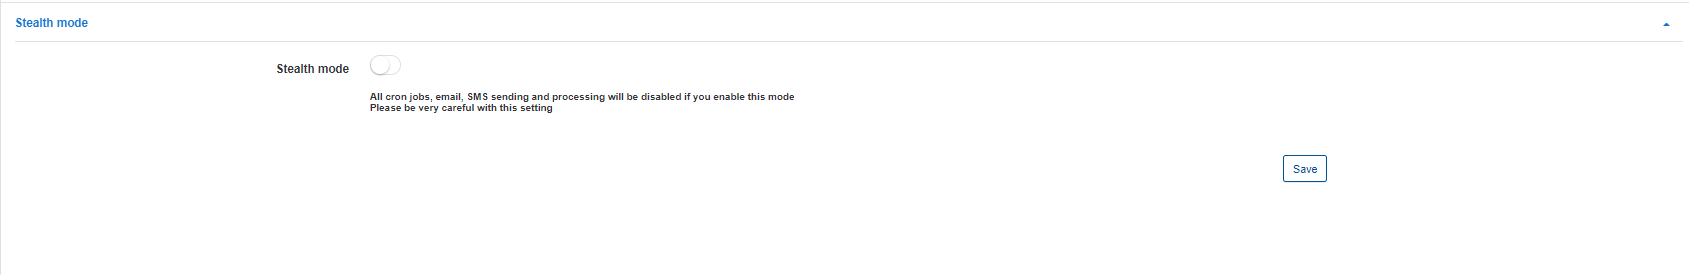 Stealth mode
Stealth mode
All cron jobs, email, SMS sending and processing will be disabled if you enable this mode
Please be very careful with this setting
Save